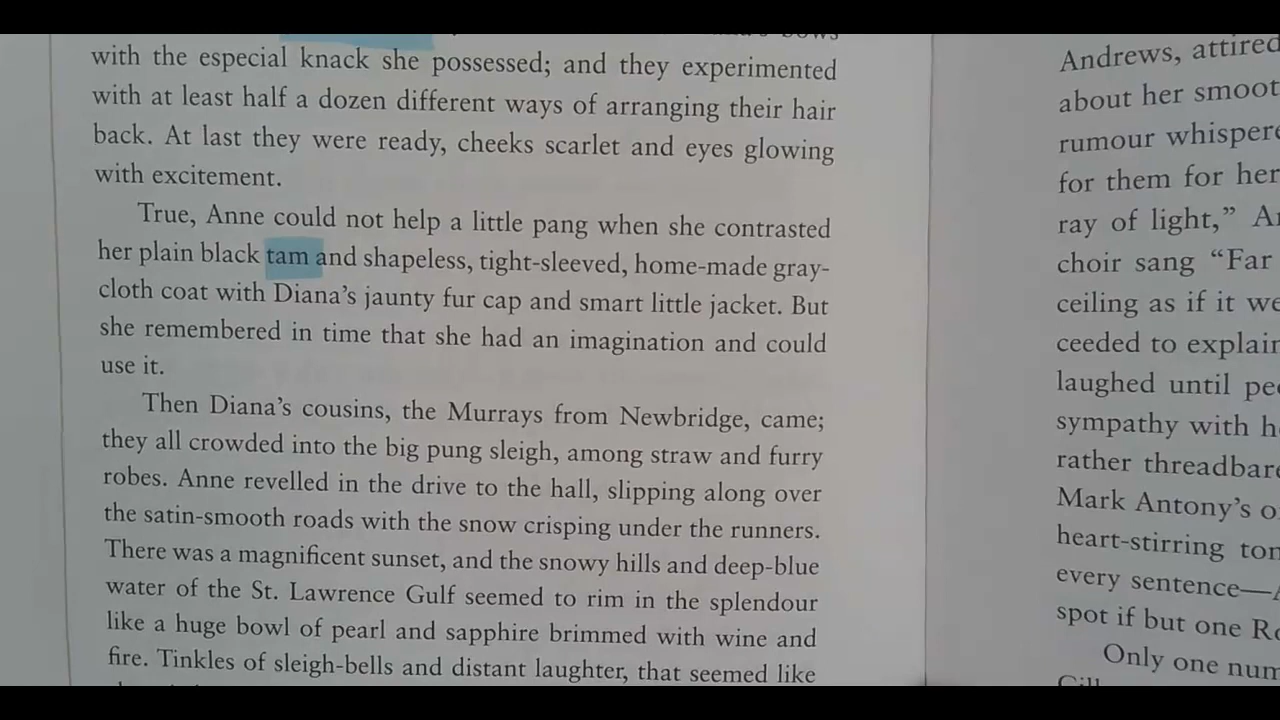 bows
with the especial knack she possessed; and they experimented
with at least half a dozen different ways of arranging their hair
back. At last they were ready, cheeks scarlet and eyes glowing
with excitement.
True, Anne could not help a little pang when she contrasted
her plain black tam and shapeless, tight-sleeved, home-made gray-
cloth coat with Diana's jaunty fur cap and smart little jacket. But
she remembered in time that she had an imagination and could
use it.
Then Diana's cousins, the Murrays from Newbridge, came;
they all crowded into the big pung sleigh, among straw and furry
robes. Anne revelled in the drive to the hall, slipping along over
the satin-smooth roads with the snow crisping under the runners.
There was a magnificent sunset, and the snowy hills and deep-blue
water of the St. Lawrence Gulf seemed to rim in the splendour
like a huge bowl of pearl and sapphire brimmed with wine and
fire. Tinkles of sleigh-bells and distant laughter, that seemed like
Andrews, attired
about her smoot
rumour whispere
for them for her
ray of light," A
choir sang "Far
ceiling as if it we
ceeded to explain
laughed until pe
sympathy with h
rather threadbare
Mark Antony's o
heart-stirring ton
every sentence—
spot if but one Ro
Only one num